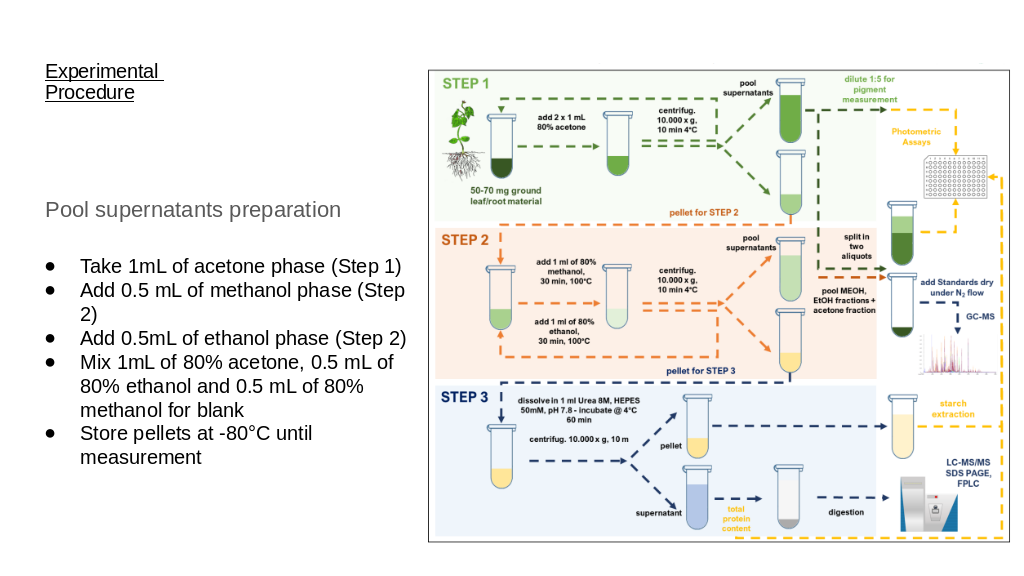 Experimental
Procedure
Pool supernatants preparation
● Take 1mL of acetone phase (Step 1)
● Add 0.5 mL of methanol phase (Step
2)
● Add 0.5mL of ethanol phase (Step 2)
● Mix 1mL of 80% acetone, 0.5 mL of
80% ethanol and 0.5 mL of 80%
methanol for blank
● Store pellets at -80°C until
measurement
STEP 1
add 2 x 1 mL
80% acetone
centrifug.
10.000 x g,
10 min 4°C
pool
supernatants
dilute 1:5 for
pigment
measurement
Photometric
Assays
50-70 mg ground
leaf/root material
pellet for STEP 2
STEP 2
add 1 ml of 80%
methanol,
30 min, 100°C
add 1 ml of 80%
ethanol,
30 min, 100°C
centrifug.
10.000 x g,
10 min 4°C
pool
supernatants
split in
two
aliquots
pool MEOH,
EtOH fractions +
acetone fraction
add Standards dry
under N₂ flow
GC-MS
pellet for STEP 3
STEP 3
dissolve in 1 ml Urea 8M, HEPES
50mM, pH 7.8 - incubate @ 4°C
60 min
centrifug. 10.000 x g, 10 m
pellet
supernatant
total
protein
content
digestion
starch
extraction
LC-MS/MS
SDS PAGE,
FPLC